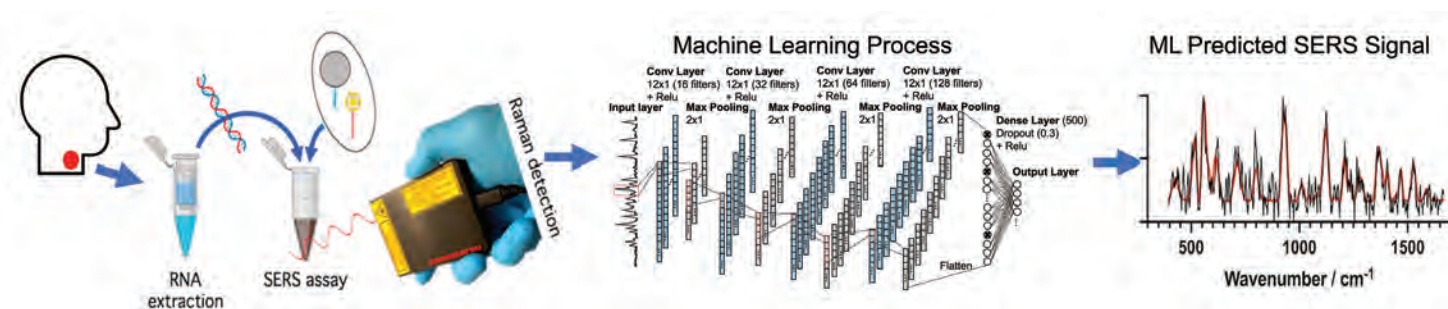 RNA
extraction
SERS assay
Raman detection
Machine Learning Process
Conv Layer
12x1 (16 filters)
+ Relu
Conv Layer
12x1 (32 filters)
+ Relu
Conv Layer
12x1 (64 filters)
+ Relu
Conv Layer
12x1 (128 filters)
+ Relu
Input layer
Max Pooling
2x1
Max Pooling
2x1
Max Pooling
2x1
Max Pooling
2x1
Dense Layer (500)
Dropout (0.3)
+ Relu
Output Layer
Flatten
ML Predicted SERS Signal
500
1000
1500
Wavenumber / cm⁻¹